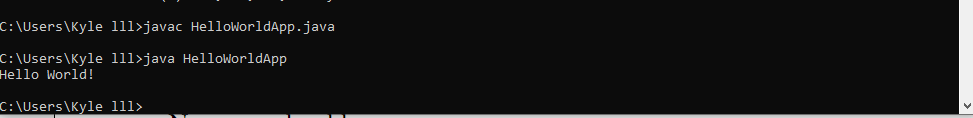 C:\Users\Kyle lll>javac HelloWorldApp.java
C:\Users\Kyle lll>java HelloWorldApp
Hello World!
C:\Users\Kyle lll>